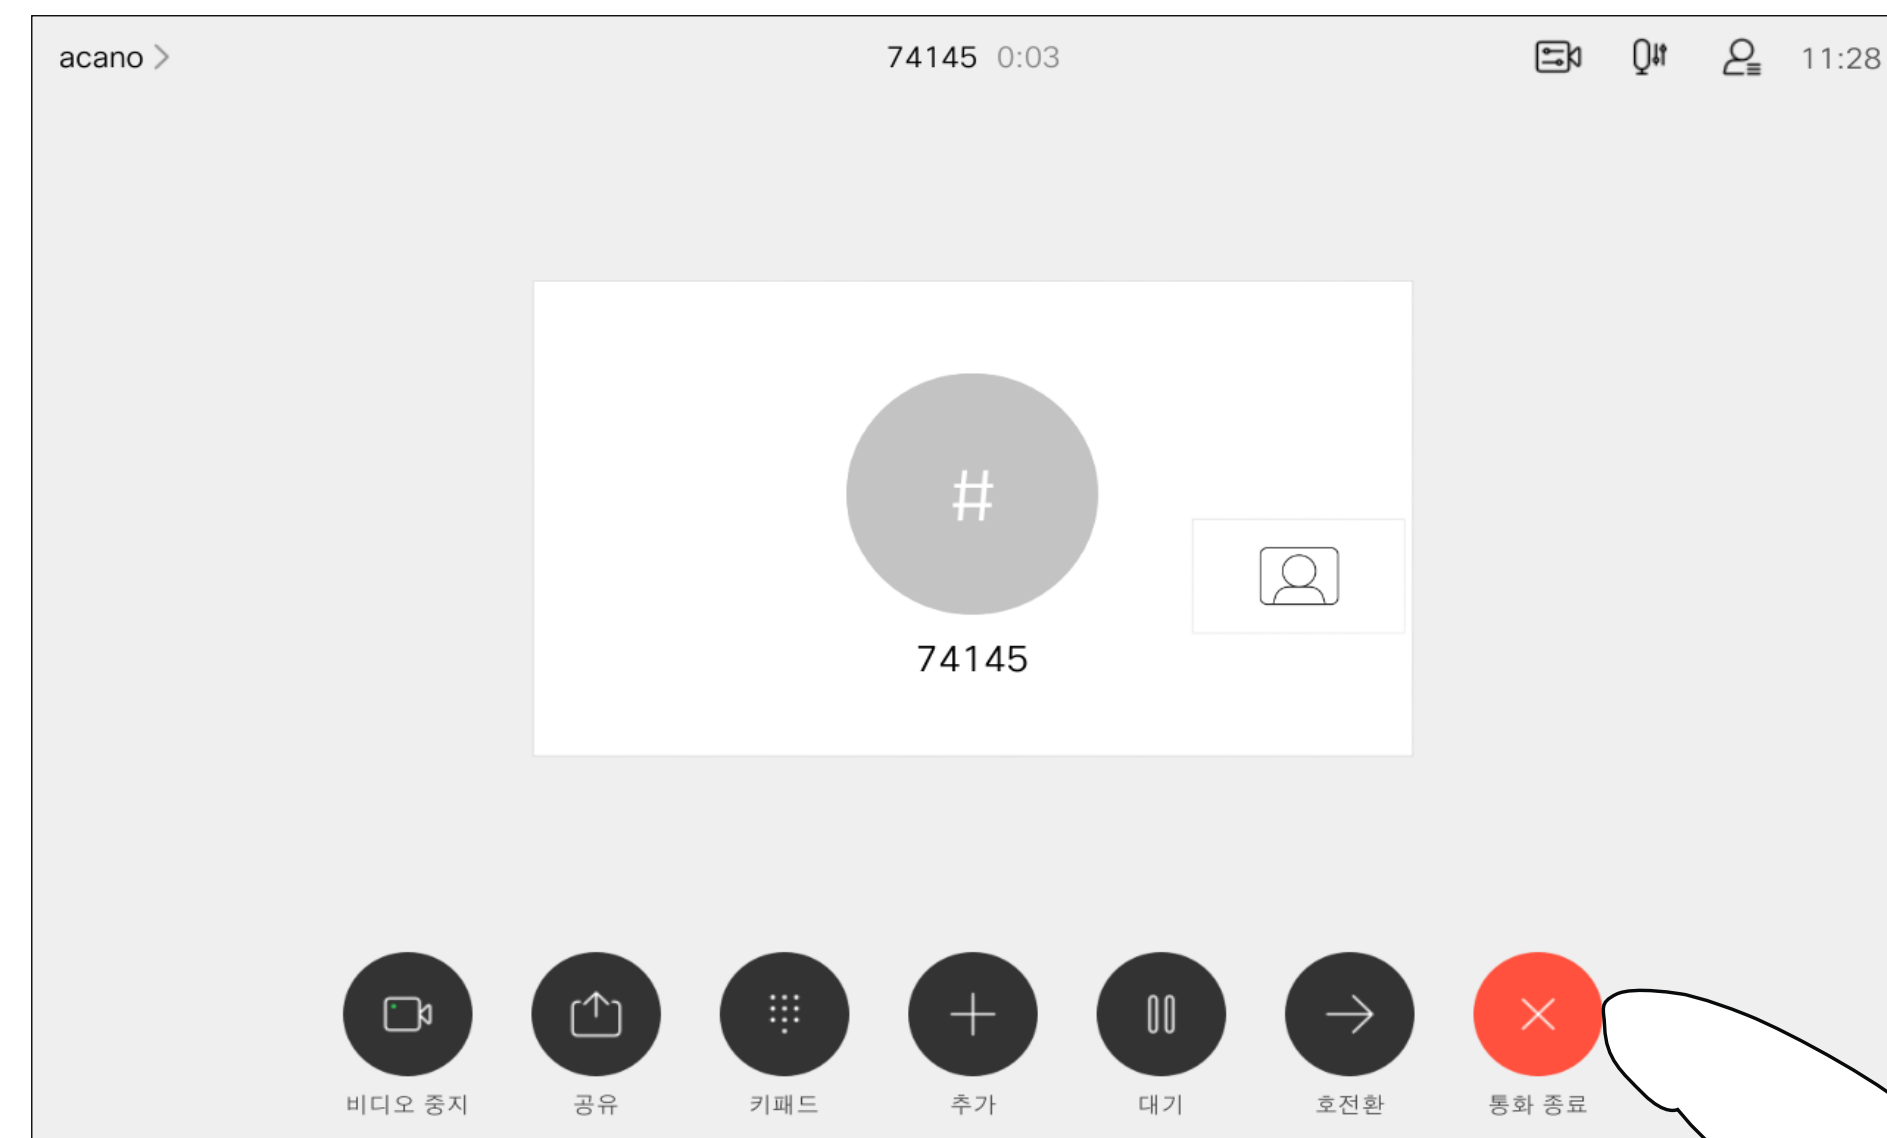 acano
74145 0:03
11:28
#
74145
비디오 중지
공유
키패드
추가
대기
호전환
통화 종료